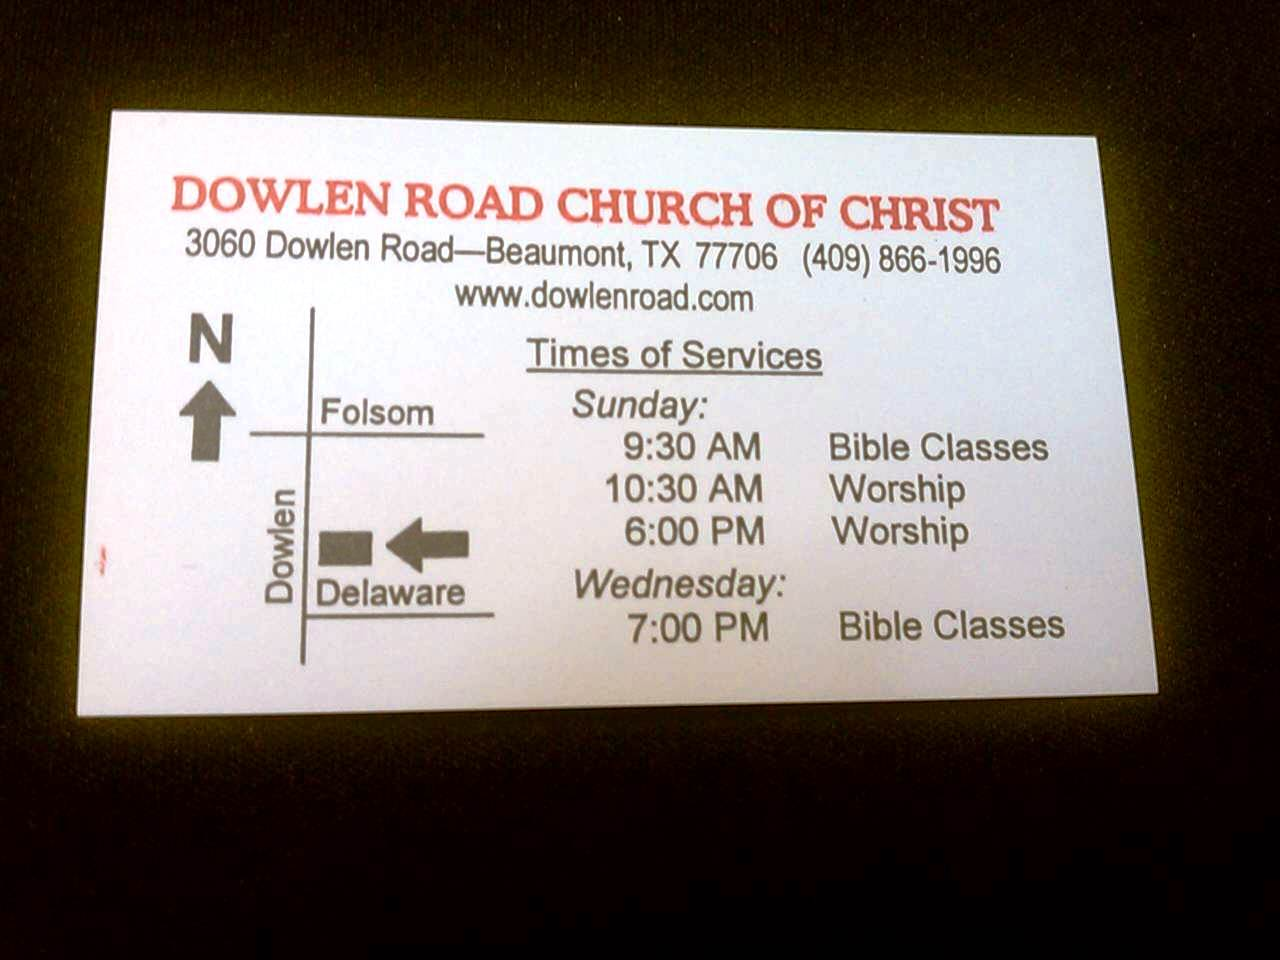 DOWLEN ROAD CHURCH OF CHRIST
3060 Dowlen Road—Beaumont, TX 77706 (409) 866-1996
www.dowlenroad.com
N
Folsom
Dowlen
Delaware
Times of Services
Sunday:
9:30 AM Bible Classes
10:30 AM Worship
6:00 PM Worship
Wednesday:
7:00 PM Bible Classes